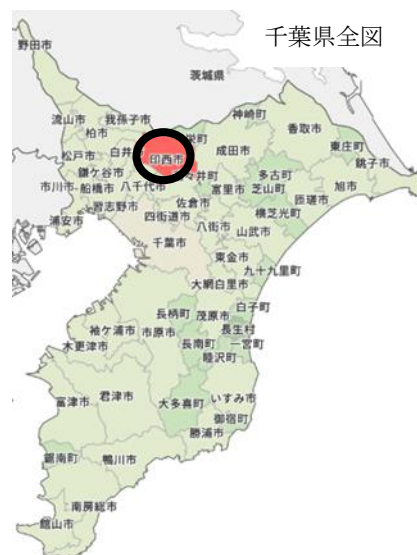 千葉県全図
野田市
茨城県
流山市
我孫子市
神崎町
柏市
栄町
香取市
松戸市
白井市
印西市
成田市
東庄町
鎌ケ谷市
々井町
多古町
銚子市
市川市
船橋市
八千代市
富里市
芝山町
旭市
習志野市
佐倉市
匝瑳市
浦安市
四街道市
八街市
横芝光町
千葉市
山武市
東金市
九十九里町
大網白里市
長柄町
茂原市
白子町
袖ケ浦市
市原市
長生村
木更津市
長南町
一宮町
睦沢町
富津市
君津市
大多喜町
いすみ市
御宿町
勝浦市
鋸南町
鴨川市
南房総市
館山市